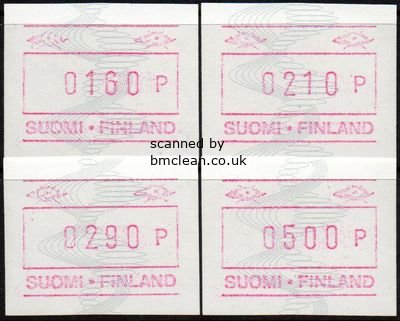 0160 P
SUOMI • FINLAND
0210 P
SUOMI • FINLAND
scanned by
bmclean.co.uk
0290 P
SUOMI • FINLAND
0500 P
SUOMI • FINLAND